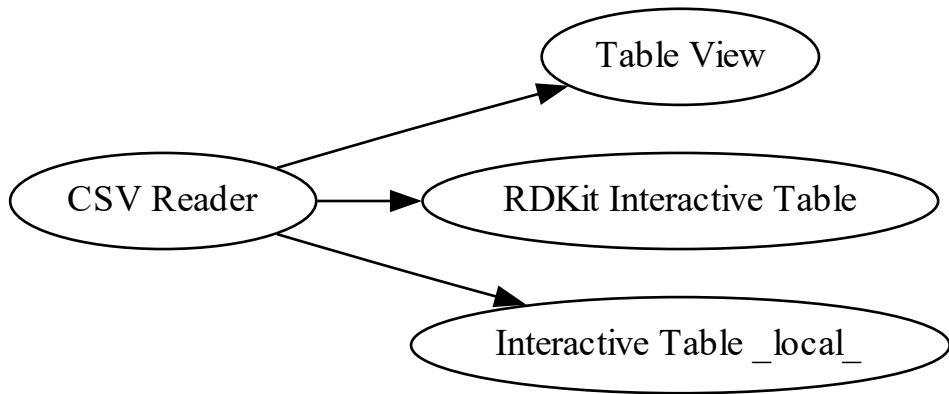 Table View
CSV Reader
RDKit Interactive Table
Interactive Table _local_